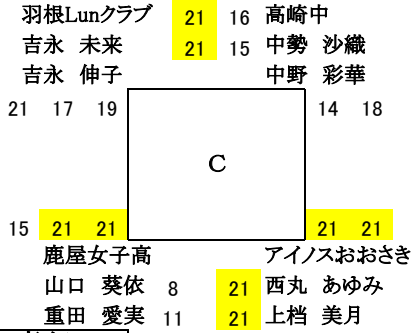 羽根Lunクラブ 21 16 高崎中
吉永 未来 21 15 中勢 沙織
吉永 伸子 中野 彩華
21 17 19 14 18
C
15 21 21 21 21
鹿屋女子高 アイノスおおさき
山口 葵依 8 21 西丸 あゆみ
重田 愛実 11 21 上档 美月